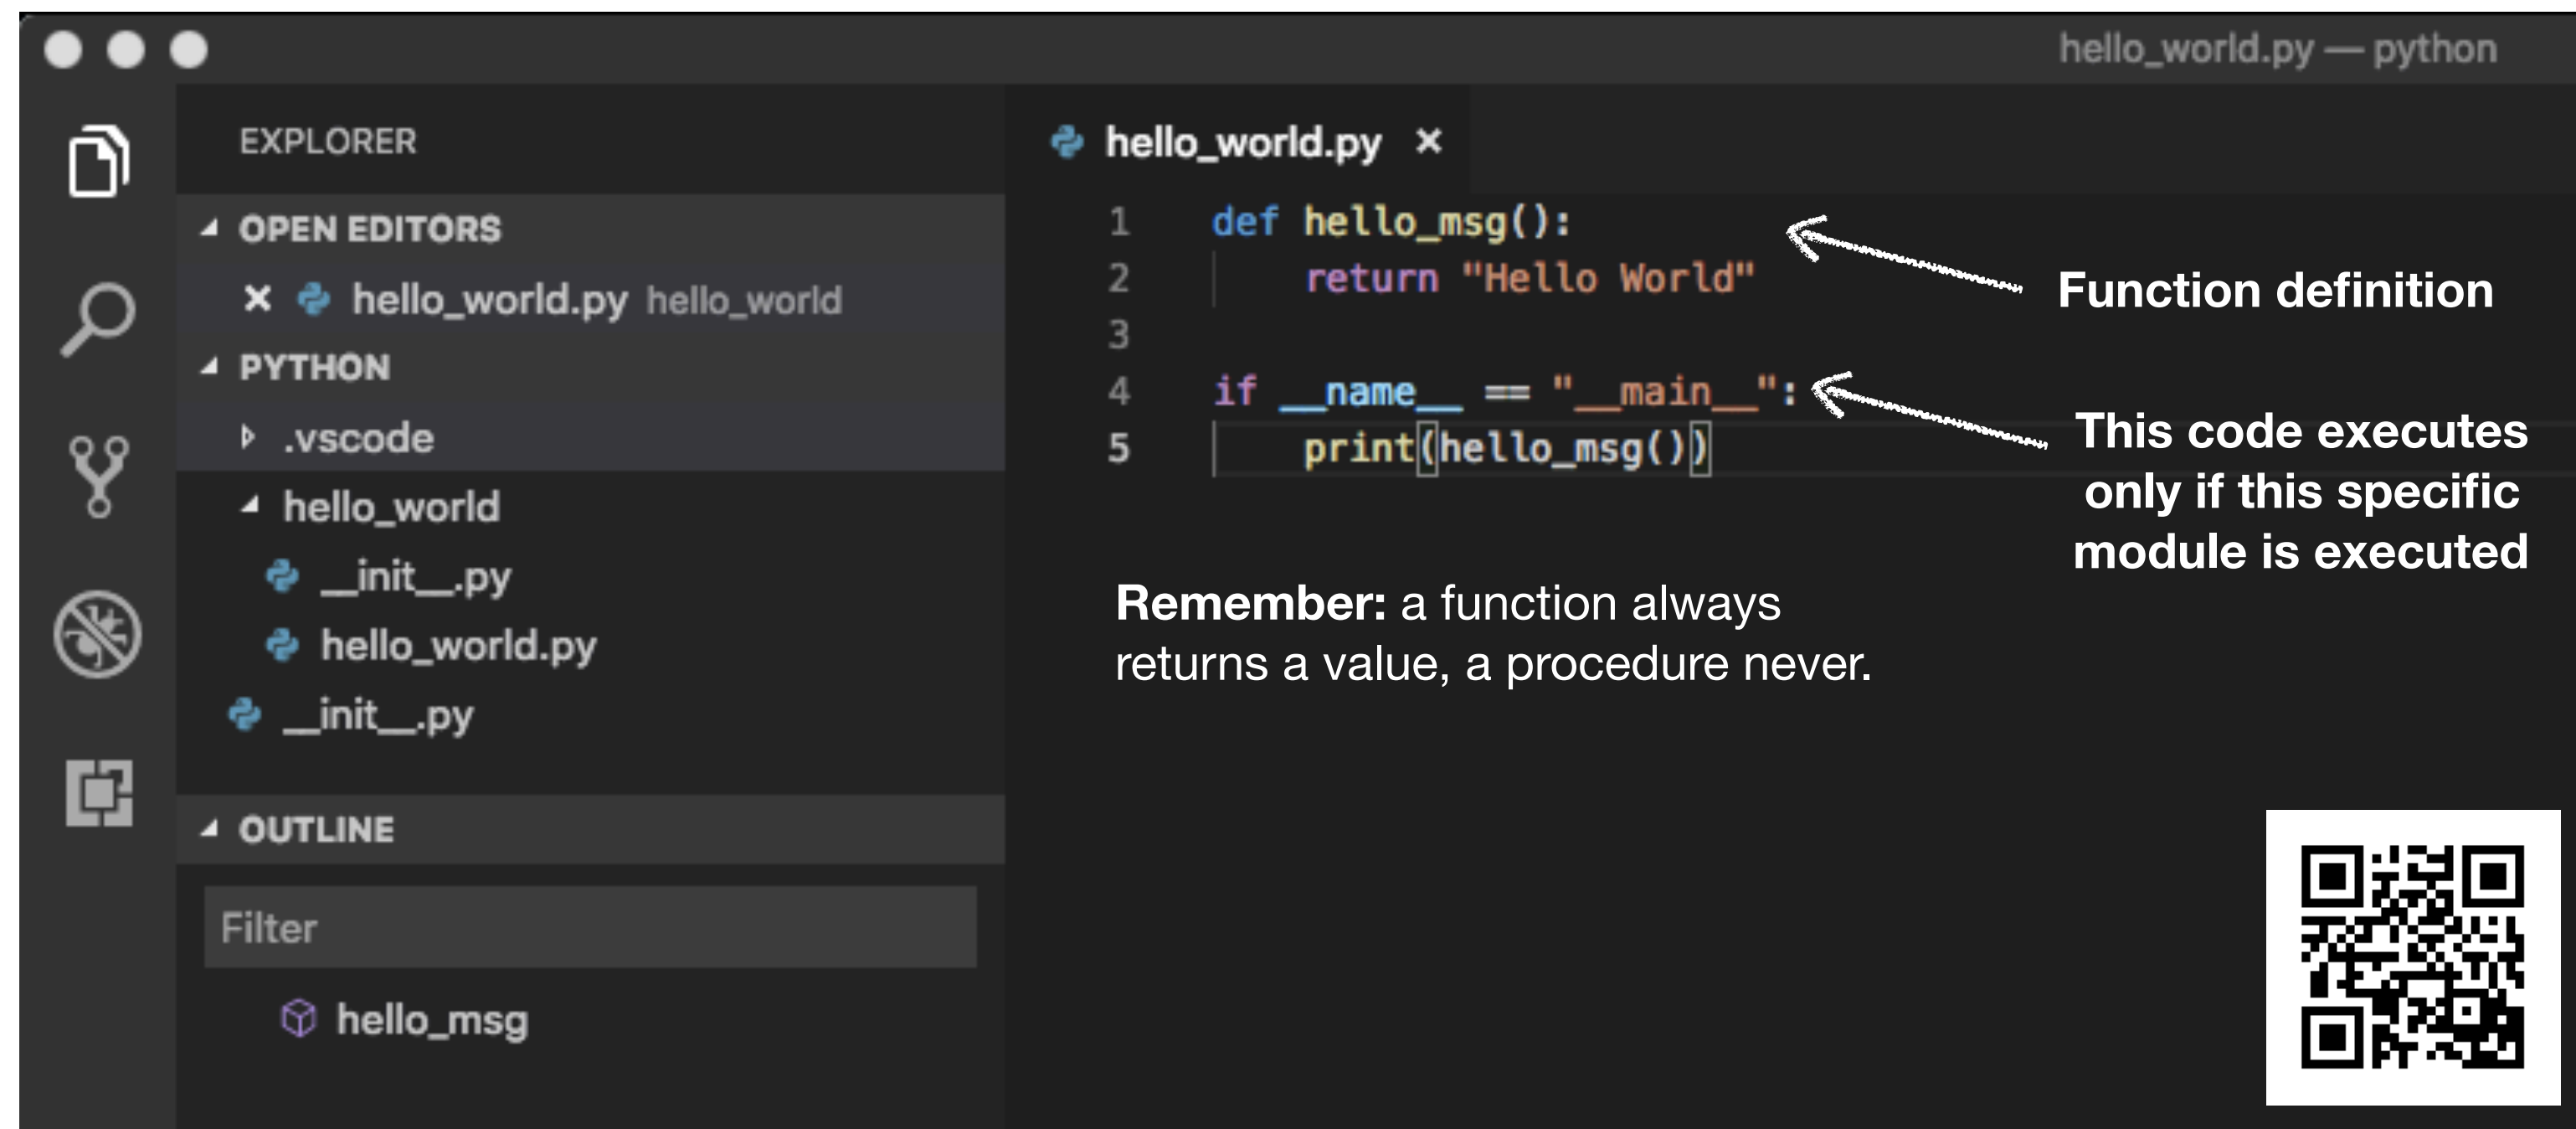 hello_world.py — python
EXPLORER
OPEN EDITORS
hello_world.py hello_world
PYTHON
.vscode
hello_world
__init__.py
hello_world.py
__init__.py
OUTLINE
Filter
hello_msg
hello_world.py
1 def hello_msg():
2 return "Hello World"
3
4 if __name__ == "__main__":
5 print(hello_msg())
Function definition
This code executes
only if this specific
module is executed
Remember: a function always
returns a value, a procedure never.